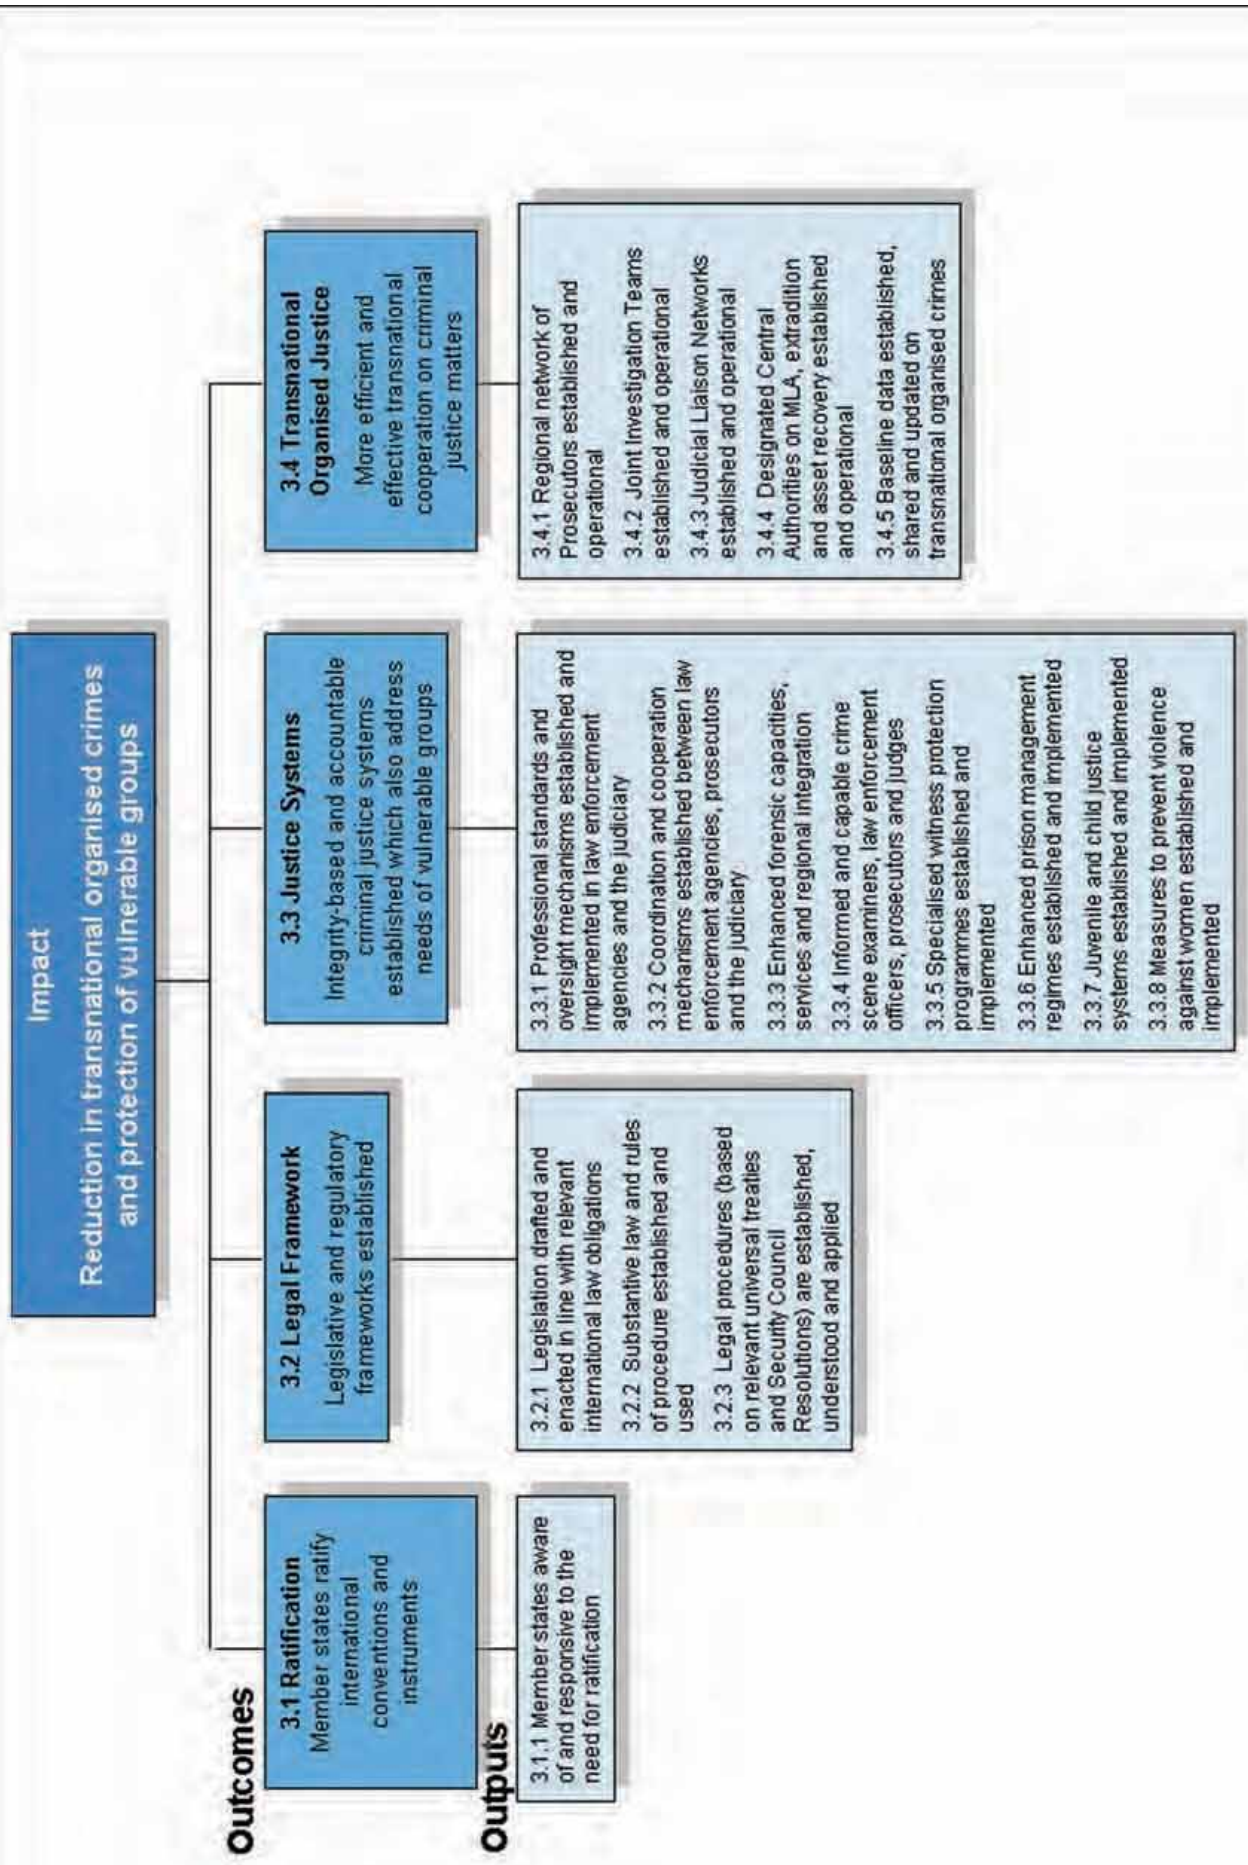 Impact
Reduction in transnational organised crimes
and protection of vulnerable groups
Outcomes
3.1 Ratification
Member states ratify
international
conventions and
instruments
3.2 Legal Framework
Legislative and regulatory
frameworks established
3.3 Justice Systems
Integrity-based and accountable
criminal justice systems
established which also address
needs of vulnerable groups
3.4 Transnational
Organised Justice
More efficient and
effective transnational
cooperation on criminal
justice matters
Outputs
3.1.1 Member states aware
of and responsive to the
need for ratification
3.2.1 Legislation drafted and
enacted in line with relevant
international law obligations
3.2.2 Substantive law and rules
of procedure established and
used
3.2.3 Legal procedures (based
on relevant universal treaties
and Security Council
Resolutions) are established,
understood and applied
3.3.1 Professional standards and
oversight mechanisms established and
implemented in law enforcement
agencies and the judiciary
3.3.2 Coordination and cooperation
mechanisms established between law
enforcement agencies, prosecutors
and the judiciary.
3.3.3 Enhanced forensic capacities,
services and regional integration
3.3.4 Informed and capable crime
scene examiners, law enforcement
officers, prosecutors and judges
3.3.5 Specialised witness protection
programmes established and
implemented
3.3.6 Enhanced prison management
regimes established and implemented
3.3.7 Juvenile and child justice
systems established and implemented
3.3.8 Measures to prevent violence
against women established and
implemented
3.4.1 Regional network of
Prosecutors established and
operational
3.4.2 Joint Investigation Teams
established and operational
3.4.3 Judicial Liaison Networks
established and operational
3.4.4 Designated Central
Authorities on MLA, extradition
and asset recovery established
and operational
3.4.5 Baseline data established,
shared and updated on
transnational organised crimes